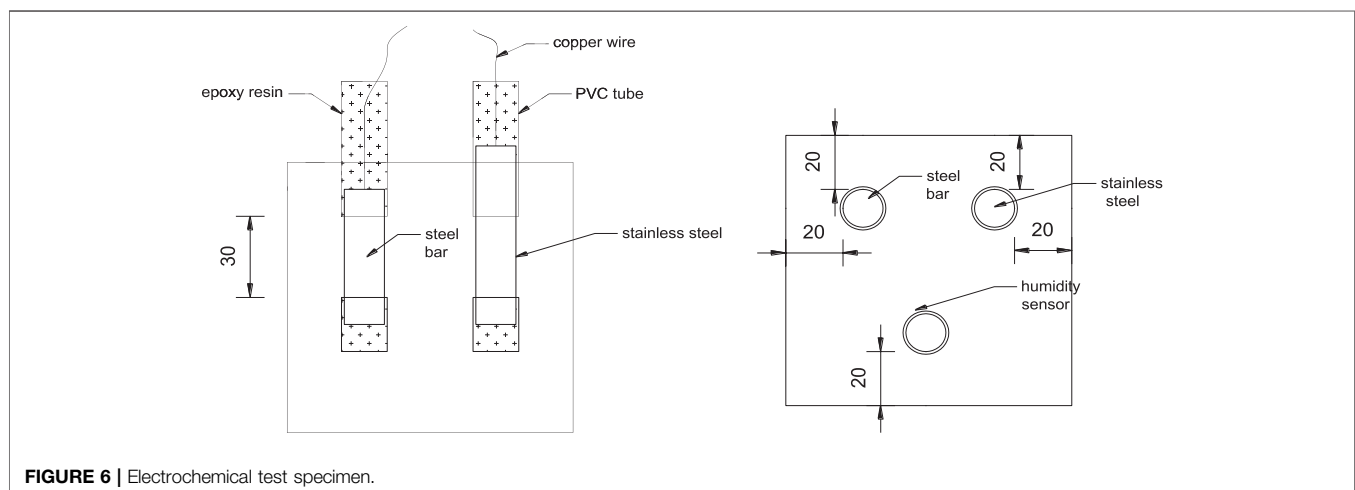 copper wire
epoxy resin
PVC tube
steel
bar
stainless steel
30
20
20
steel
bar
stainless
steel
20
20
humidity
sensor
20
FIGURE 6 | Electrochemical test specimen.